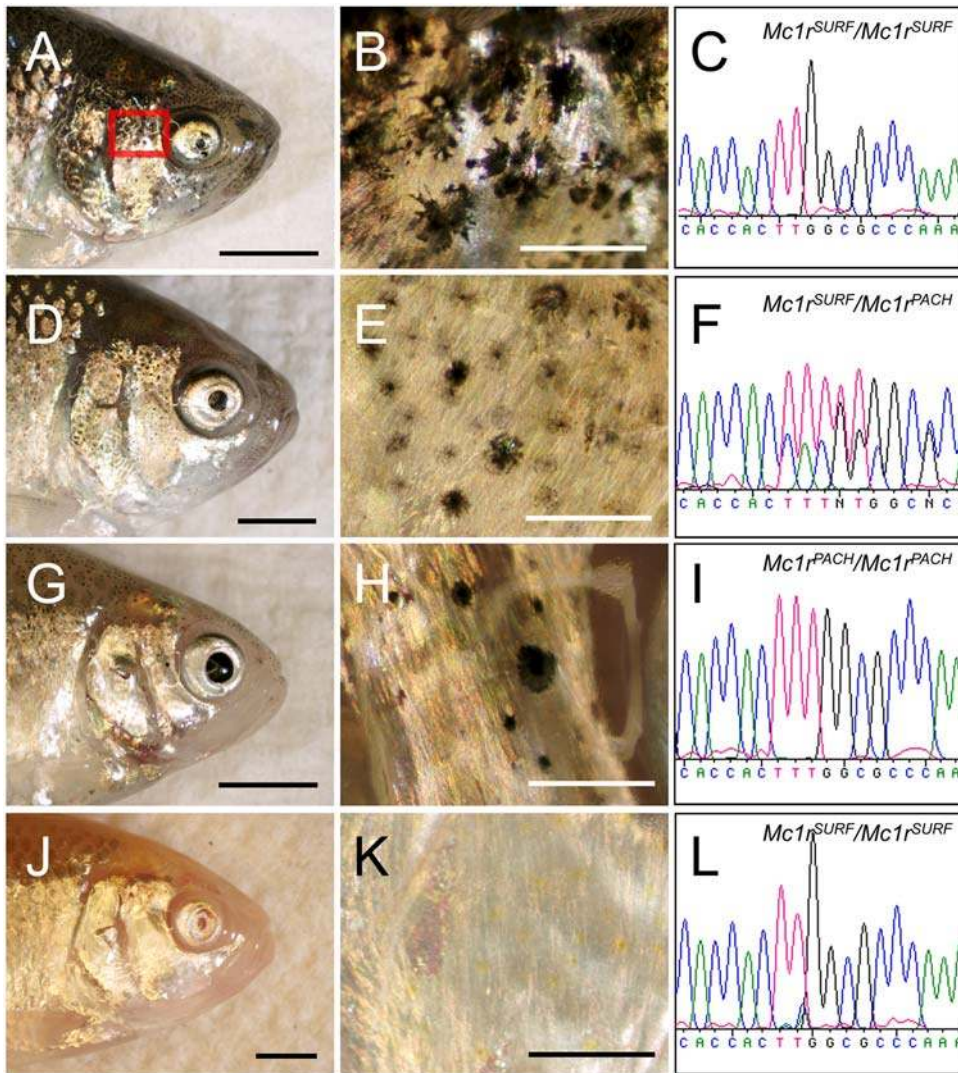 A
B
C
Mc1r^SURF/Mc1r^SURF
CACCACTTGGCGCCCAAA
D
E
F
Mc1r^SURF/Mc1r^PACH
CACCACTTTNTGGCNC
G
H
I
Mc1r^PACH/Mc1r^PACH
CACCACTTTGGCGCCCAA
J
K
L
Mc1r^SURF/Mc1r^SURF
CACCACTTGGCGCCCAAA